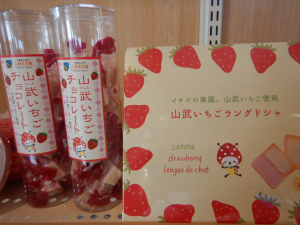 山武いちご
チョコレート
山武いちご
チョコレート
イチゴの楽園、山武いちご使用
山武いちごラングドシャ
sammu
strawberry
langue de chat